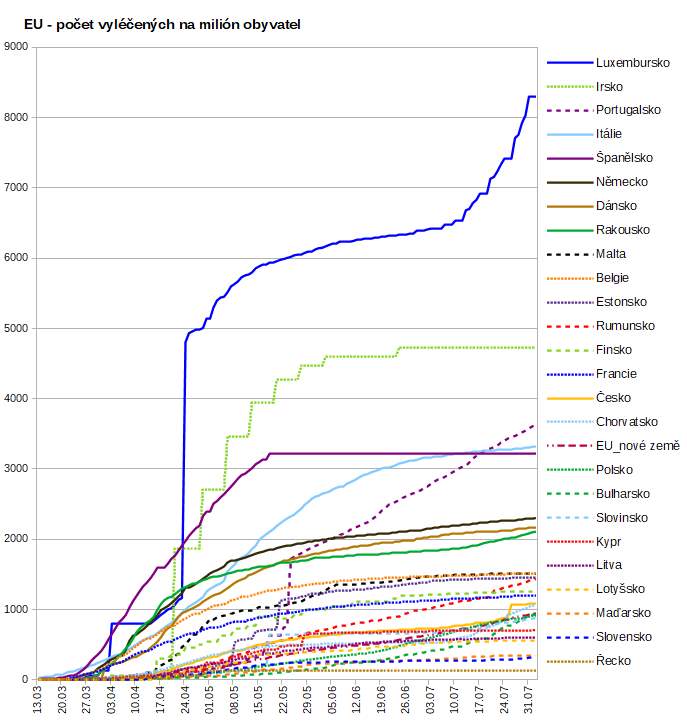 EU - počet vyléčených na milión obyvatel
9000
8000
7000
6000
5000
4000
3000
2000
1000
0
13.03
20.03
27.03
03.04
10.04
17.04
24.04
01.05
08.05
15.05
22.05
29.05
05.06
12.06
19.06
26.06
03.07
10.07
17.07
24.07
31.07
Luxembursko
Irsko
Portugalsko
Itálie
Španělsko
Německo
Dánsko
Rakousko
Malta
Belgie
Estonsko
Rumunsko
Finsko
Francie
Česko
Chorvatsko
EU_nové země
Polsko
Bulharsko
Slovinsko
Kypr
Litva
Lotyšsko
Maďarsko
Slovensko
Řecko